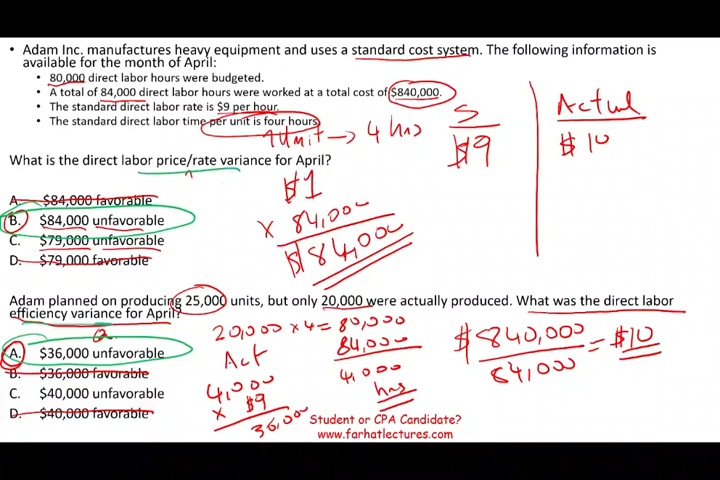 • Adam Inc. manufactures heavy equipment and uses a standard cost system. The following information is
available for the month of April:
• 80,000 direct labor hours were budgeted.
• A total of 84,000 direct labor hours were worked at a total cost of $840,000.
• The standard direct labor rate is $9 per hour.
• The standard direct labor time per unit is four hours.
1 unit → 4 hrs
S
$9
Actual
$10
What is the direct labor price/rate variance for April?
A. $84,000 favorable
B. $84,000 unfavorable
C. $79,000 unfavorable
D. $79,000 favorable
$1
× 84,000
$84,000
Adam planned on producing 25,000 units, but only 20,000 were actually produced. What was the direct labor
efficiency variance for April?
A. $36,000 unfavorable
B. $36,000 favorable
C. $40,000 unfavorable
D. $40,000 favorable
20,000 × 4 = 80,000
Act 84,000
4,000
hrs
4,000
× $9
36,000
$840,000
84,000
= $10
Student or CPA Candidate?
www.farhatlectures.com